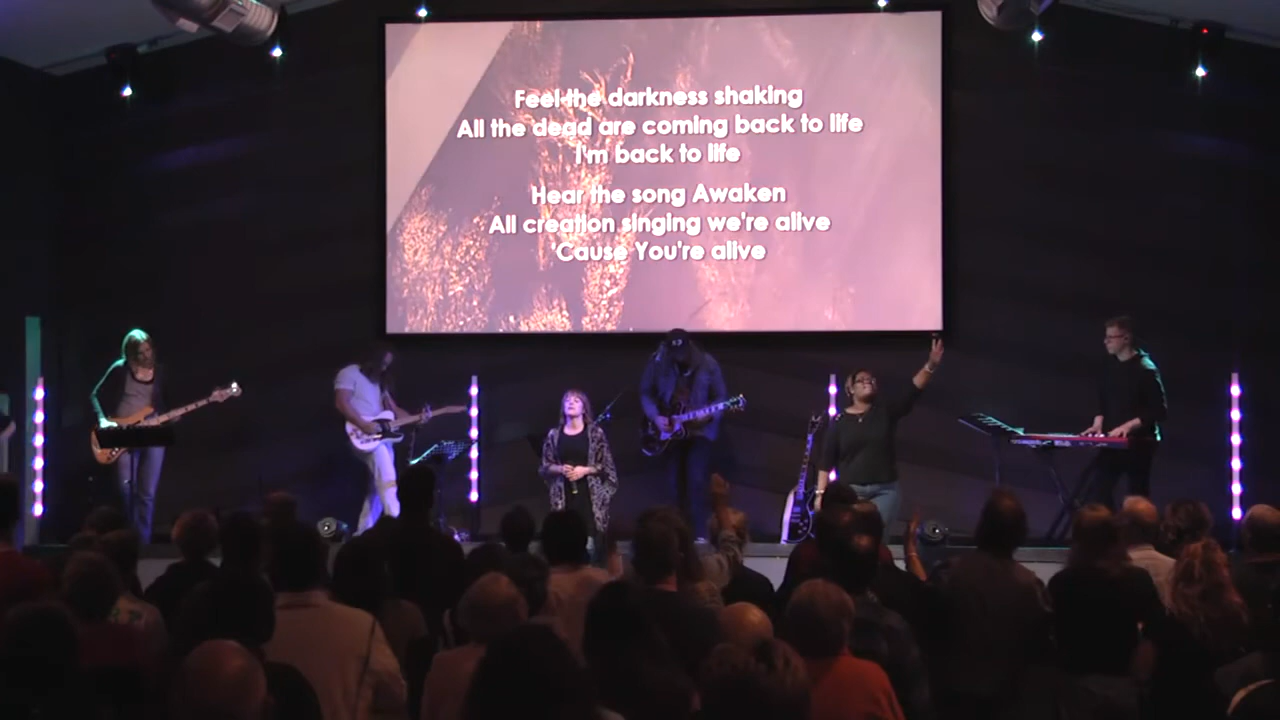 Feel the darkness shaking
All the dead are coming back to life
I'm back to life
Hear the song Awaken
All creation singing we're alive
'Cause You're alive